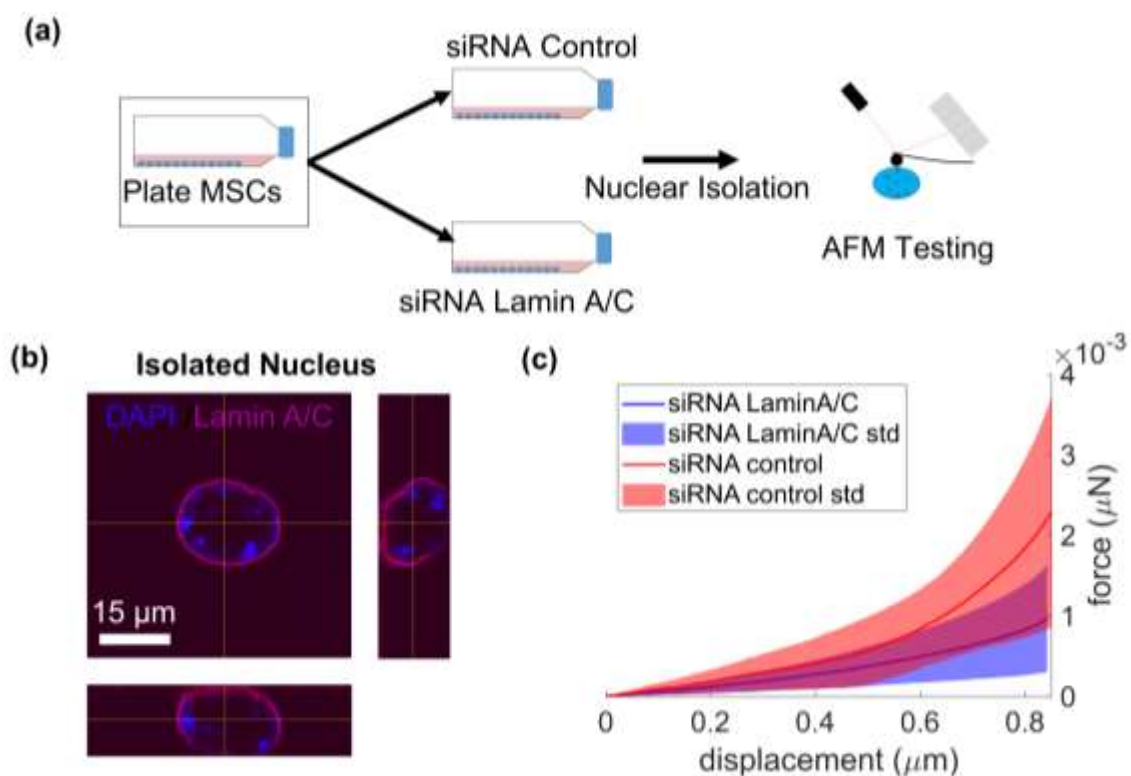 (a)
siRNA Control
Plate MSCs
Nuclear Isolation
siRNA Lamin A/C
AFM Testing
(b)
Isolated Nucleus
DAPI/Lamin A/C
15 µm
(c)
×10⁻³
siRNA LaminA/C
siRNA LaminA/C std
siRNA control
siRNA control std
4
3
2
1
0
force (µN)
0 0.2 0.4 0.6 0.8
displacement (µm)